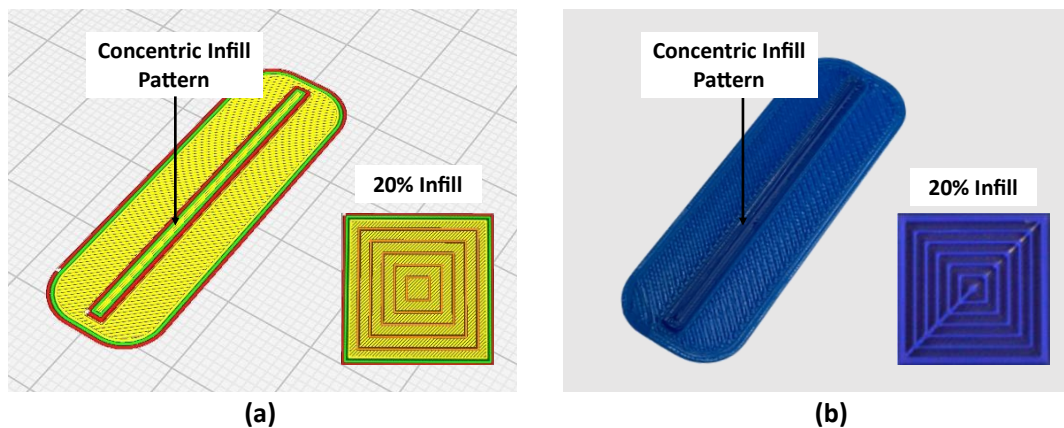 Concentric Infill
Pattern
20% Infill
(a)
Concentric Infill
Pattern
20% Infill
(b)